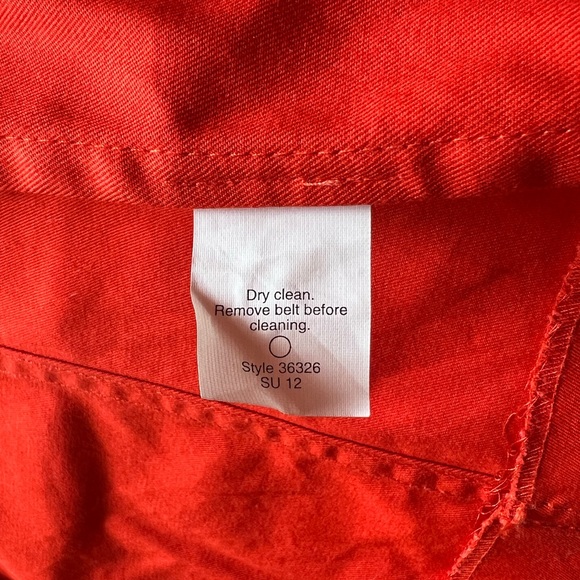 Dry clean.
Remove belt before
cleaning.
Style 36326
SU 12